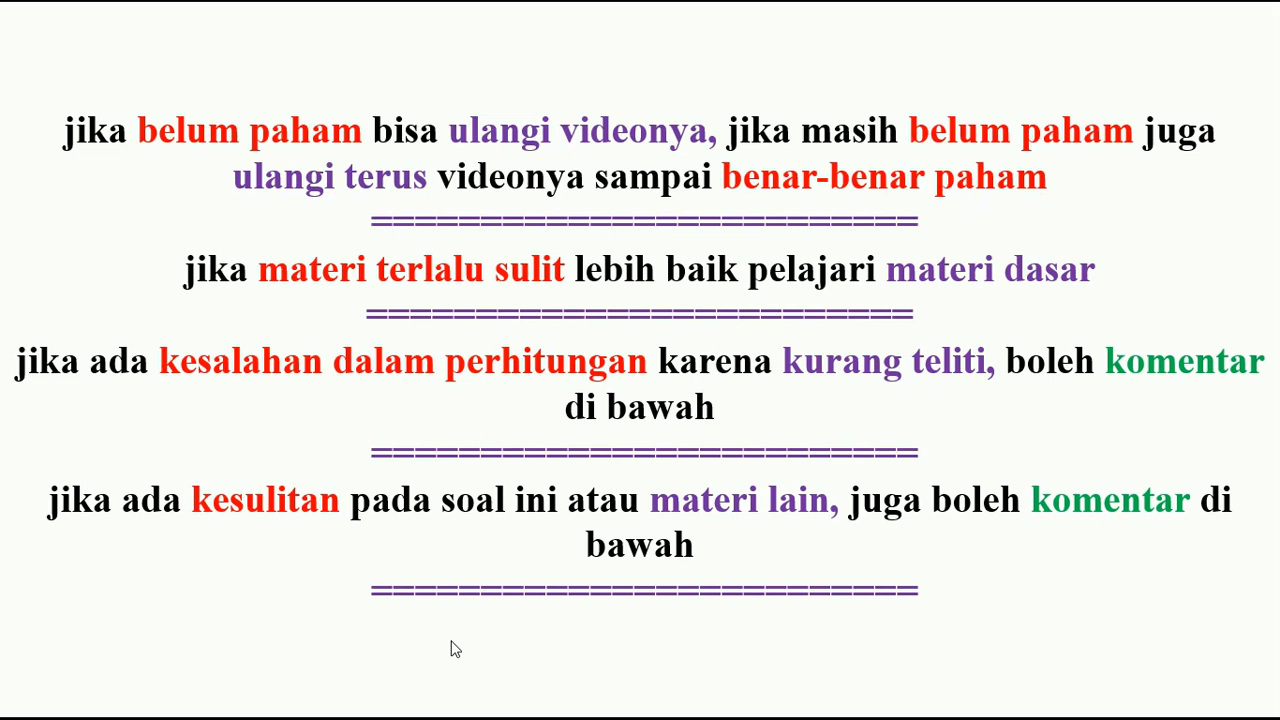 jika belum paham bisa ulangi videonya, jika masih belum paham juga
ulangi terus videonya sampai benar-benar paham
=========================
jika materi terlalu sulit lebih baik pelajari materi dasar
=========================
jika ada kesalahan dalam perhitungan karena kurang teliti, boleh komentar
di bawah
=========================
jika ada kesulitan pada soal ini atau materi lain, juga boleh komentar di
bawah
=========================